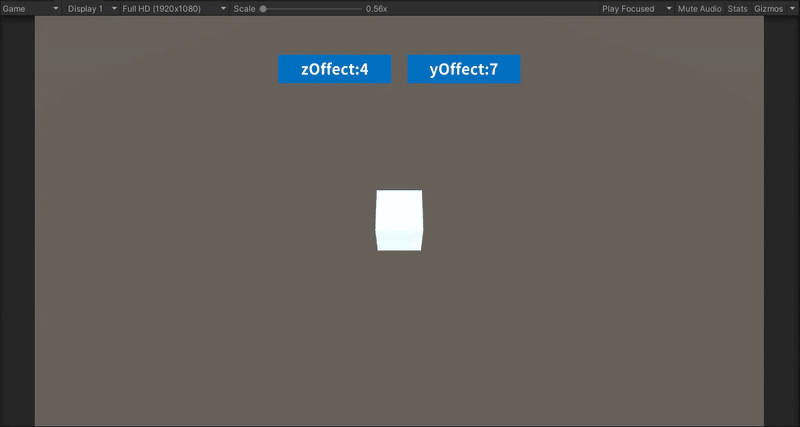 Game Display 1 Full HD (1920x1080) Scale 0.56x Play Focused Mute Audio Stats Gizmos
zOffect:4 yOffect:7